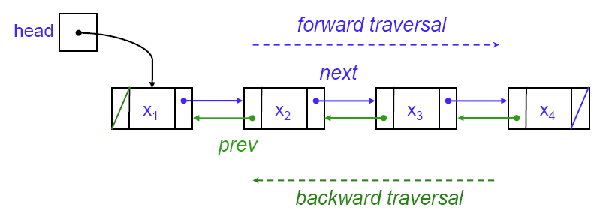 forward traversal
head
next
x₁
x₂
x₃
x₄
prev
backward traversal